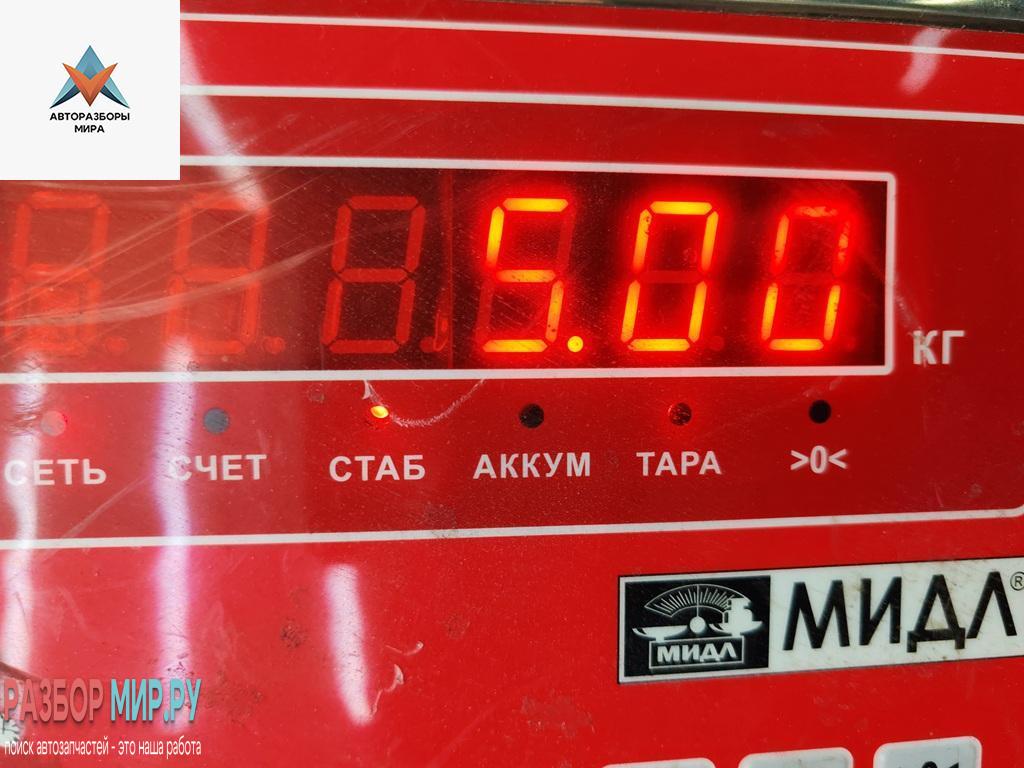 АВТОРАЗБОРЫ
МИРА
5.00
кг
СЕТЬ СЧЕТ СТАБ АККУМ ТАРА >0<
МИДЛ МИДЛ®
РАЗБОР МИР.РУ
поиск автозапчастей - это наша работа